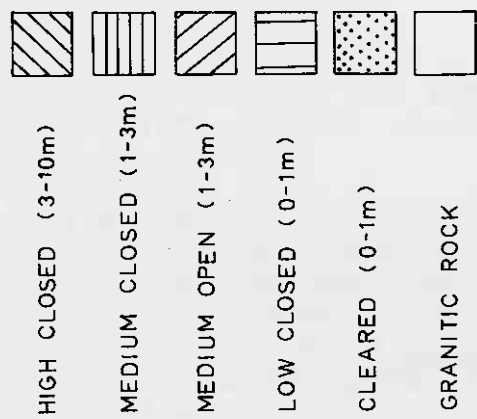 HIGH CLOSED (3-10m)
MEDIUM CLOSED (1-3m)
MEDIUM OPEN (1-3m)
LOW CLOSED (0-1m)
CLEARED (0-1m)
GRANITIC ROCK